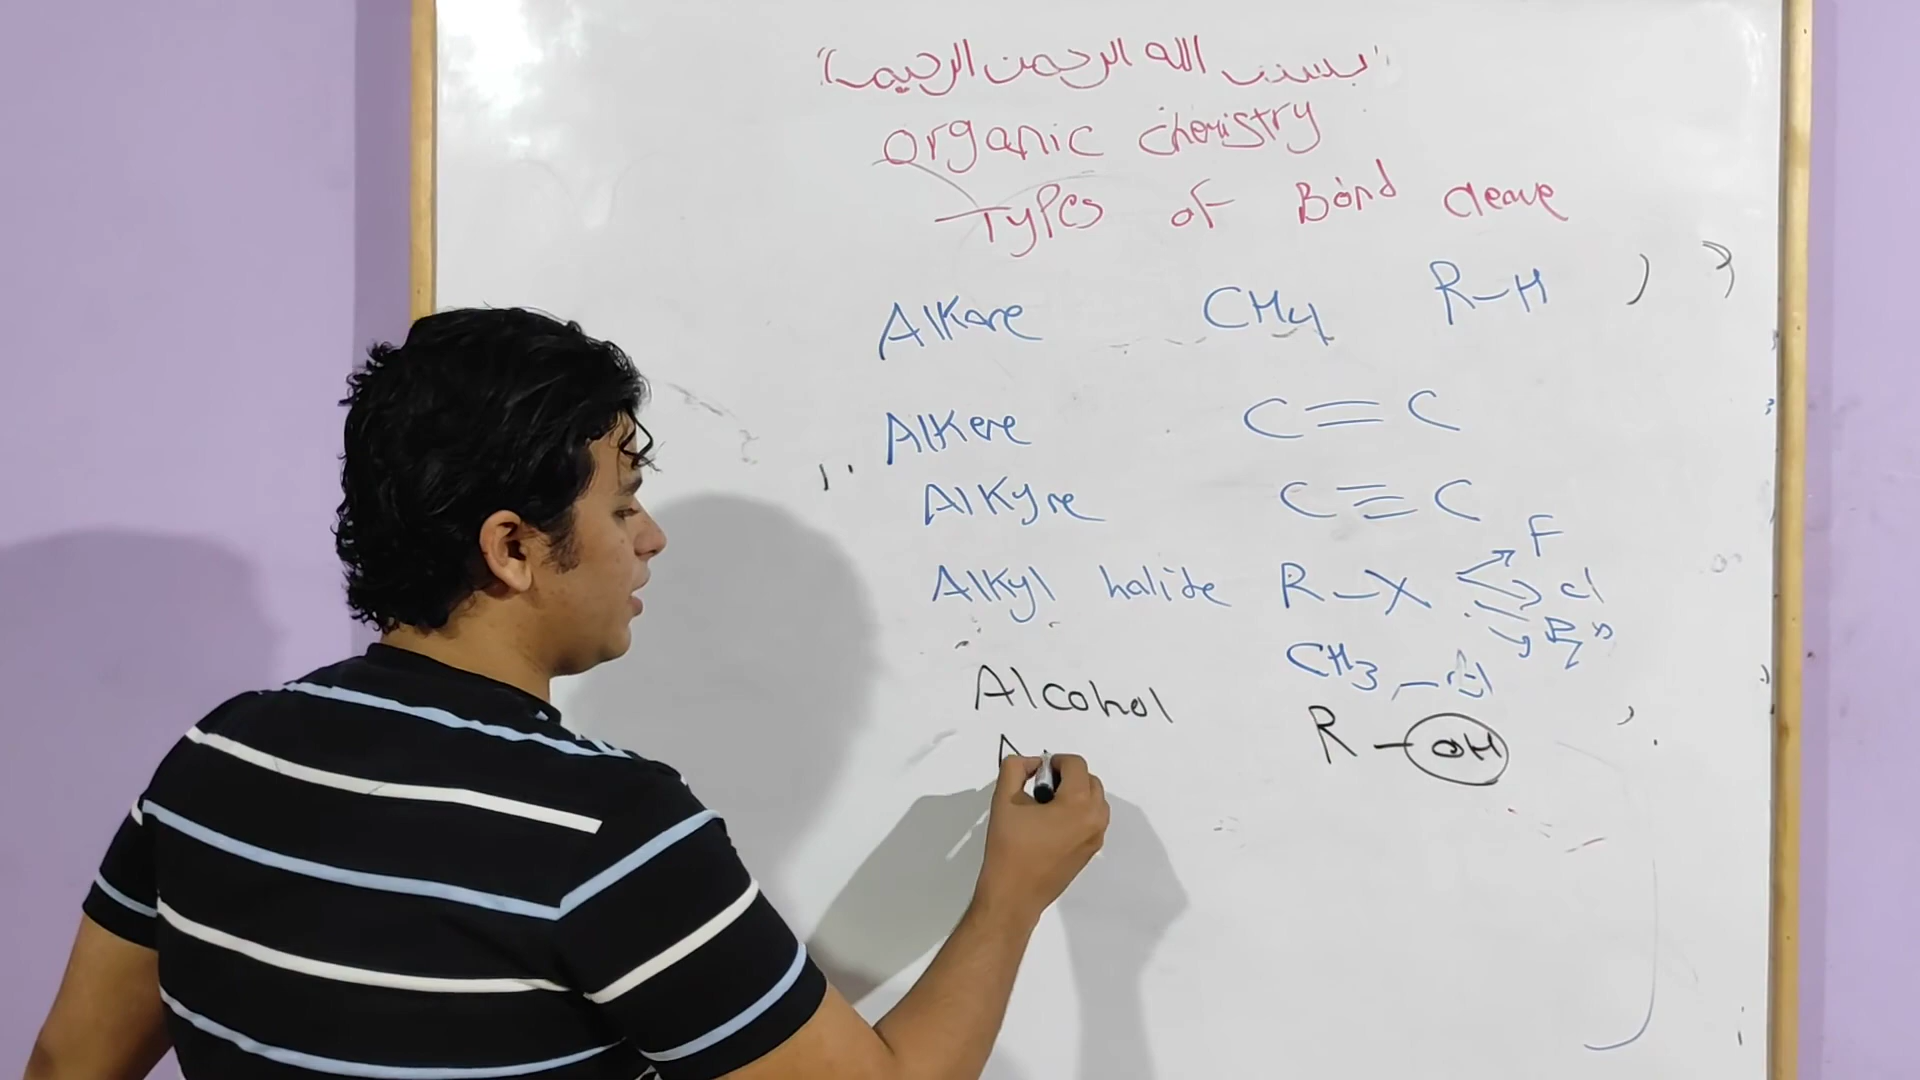 "بسم الله الرحمن الرحيم"
Organic chemistry
Types of Bond cleave
Alkane CH4 R-H
Alkene C=C
Alkyne C≡C
Alkyl halide R-X F
Cl
Br
I
CH3-Cl
Alcohol R-OH
A